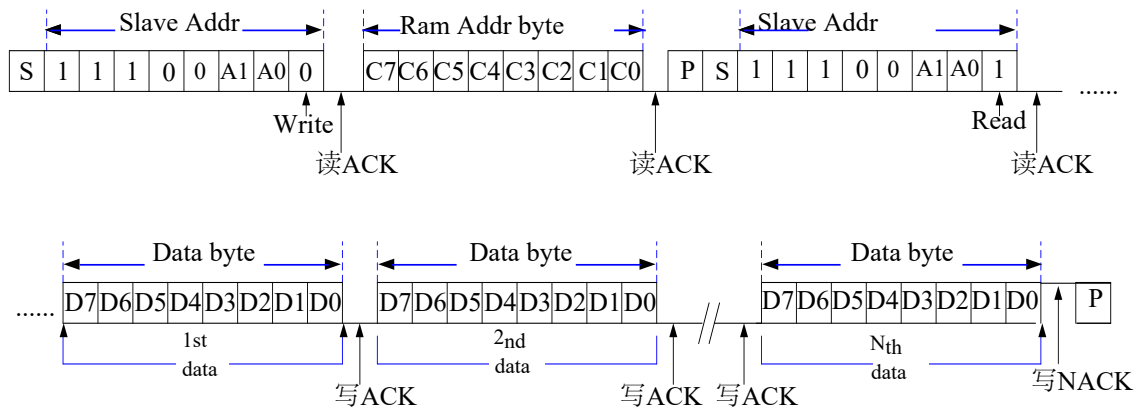 Slave Addr Ram Addr byte Slave Addr
S 1 1 1 0 0 A1 A0 0 C7 C6 C5 C4 C3 C2 C1 C0 P S 1 1 1 0 0 A1 A0 1 ......
Write Read
读ACK 读ACK 读ACK
Data byte Data byte Data byte
...... D7 D6 D5 D4 D3 D2 D1 D0 D7 D6 D5 D4 D3 D2 D1 D0 // D7 D6 D5 D4 D3 D2 D1 D0 P
1st 2nd Nth
data data data
写ACK 写ACK 写ACK 写NACK